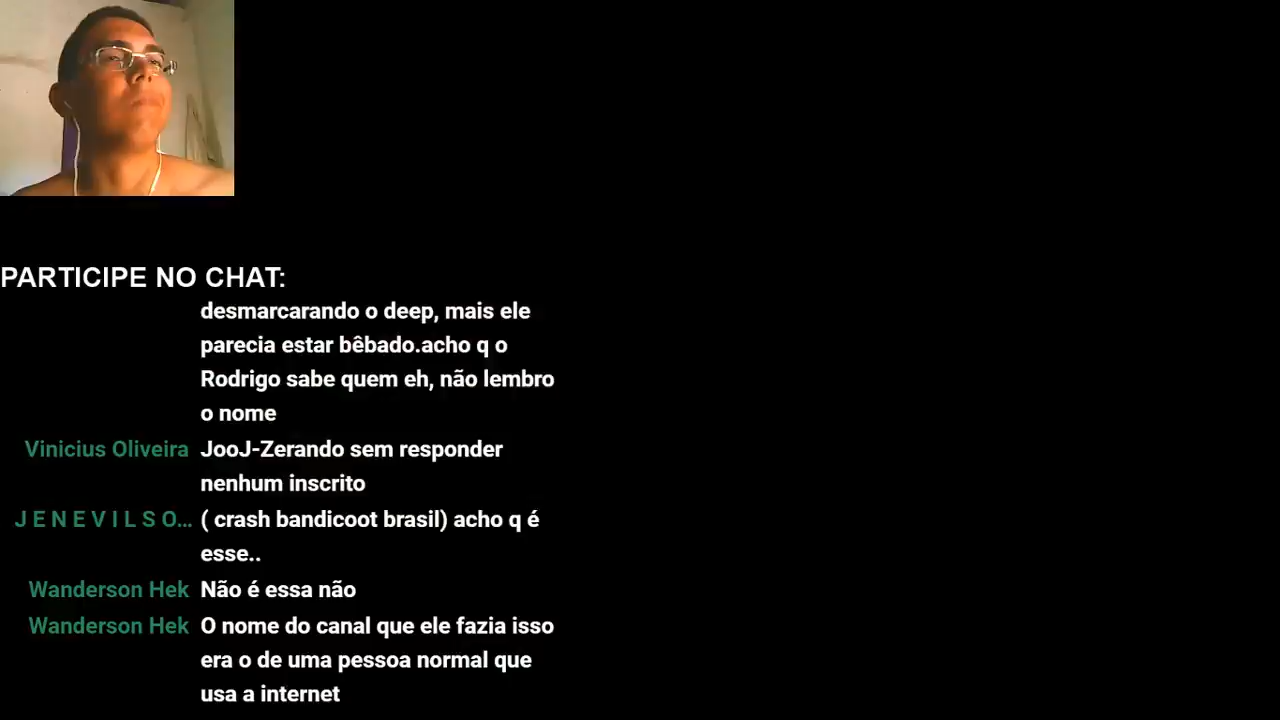 PARTICIPE NO CHAT:
desmarcarando o deep, mais ele
parecia estar bêbado.acho q o
Rodrigo sabe quem eh, não lembro
o nome
Vinicius Oliveira JooJ-Zerando sem responder
nenhum inscrito
J E N E V I L S O... ( crash bandicoot brasil) acho q é
esse..
Wanderson Hek Não é essa não
Wanderson Hek O nome do canal que ele fazia isso
era o de uma pessoa normal que
usa a internet